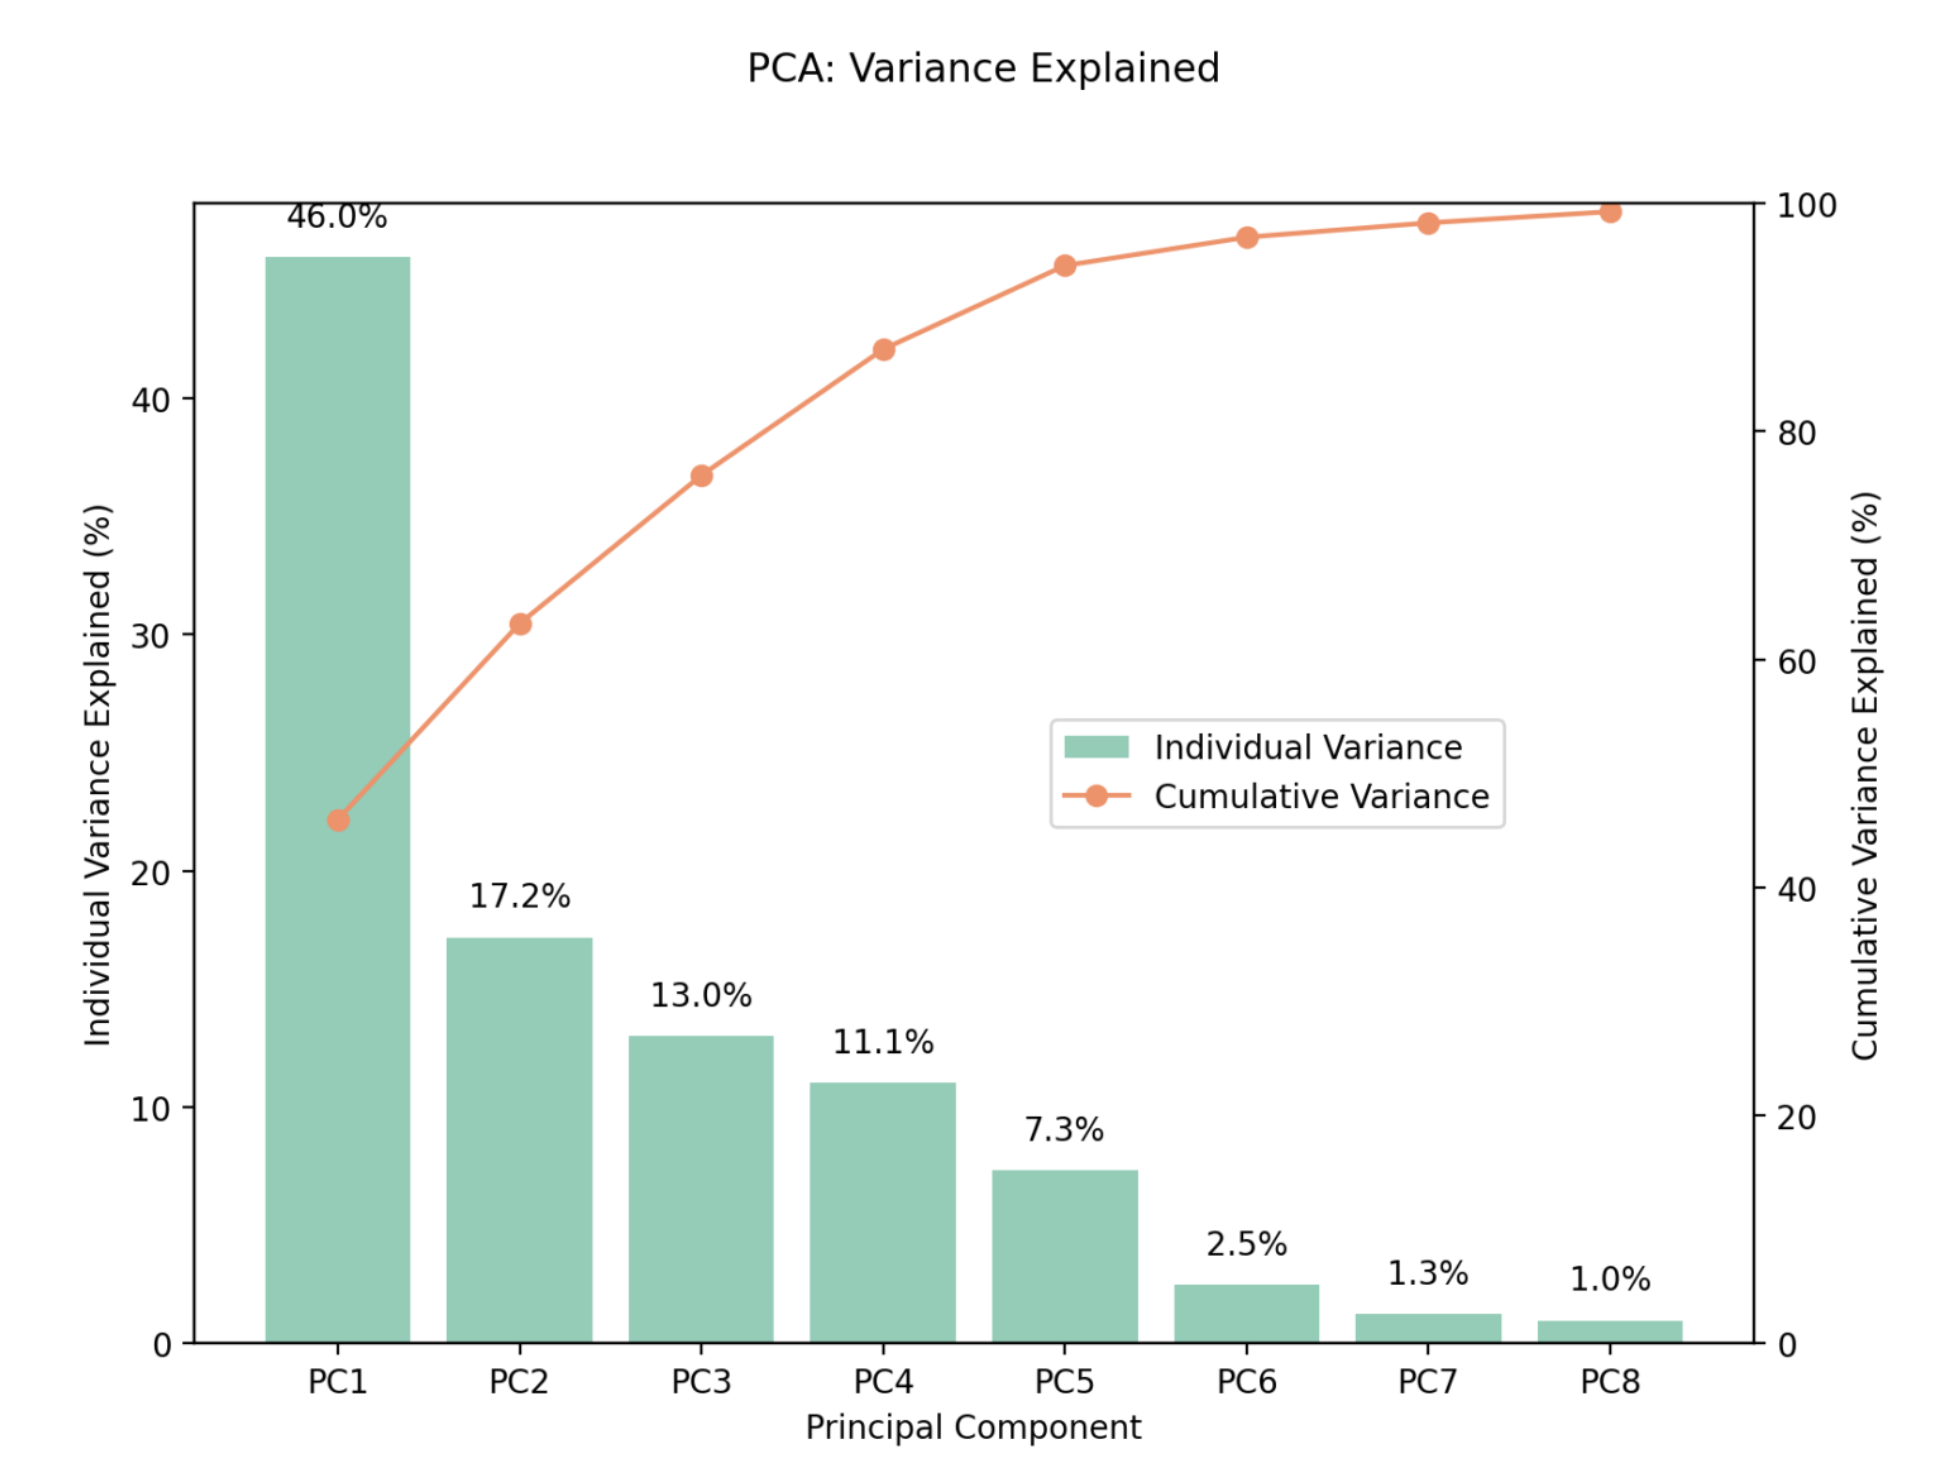 PCA: Variance Explained
46.0%
17.2%
13.0%
11.1%
7.3%
2.5%
1.3%
1.0%
Individual Variance Explained (%)
40
30
20
10
0
Cumulative Variance Explained (%)
100
80
60
40
20
0
Individual Variance
Cumulative Variance
PC1 PC2 PC3 PC4 PC5 PC6 PC7 PC8
Principal Component